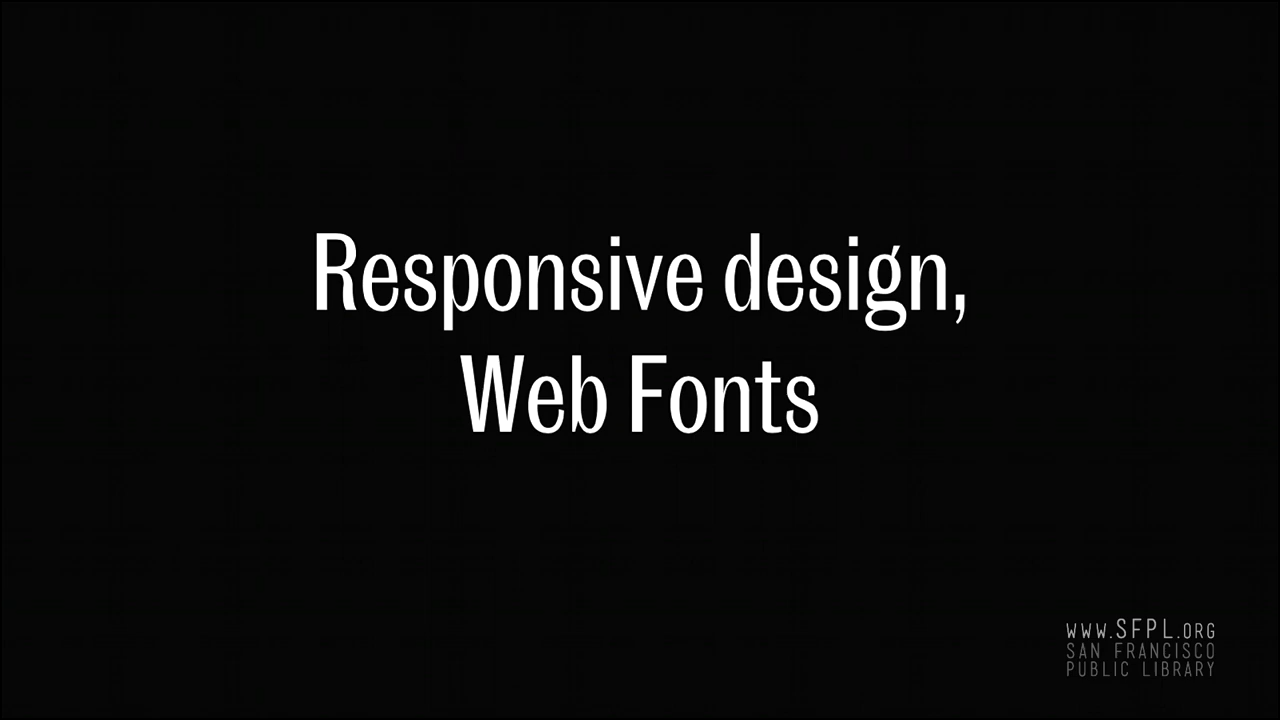 Responsive design,
Web Fonts
WWW.SFPL.ORG
SAN FRANCISCO
PUBLIC LIBRARY